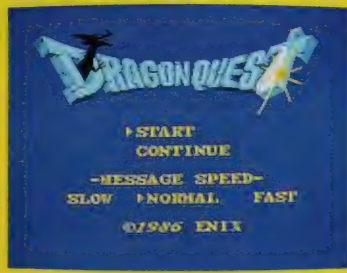 DRAGON QUEST
▶START
CONTINUE
-MESSAGE SPEED-
SLOW ▶NORMAL FAST
©1986 ENIX